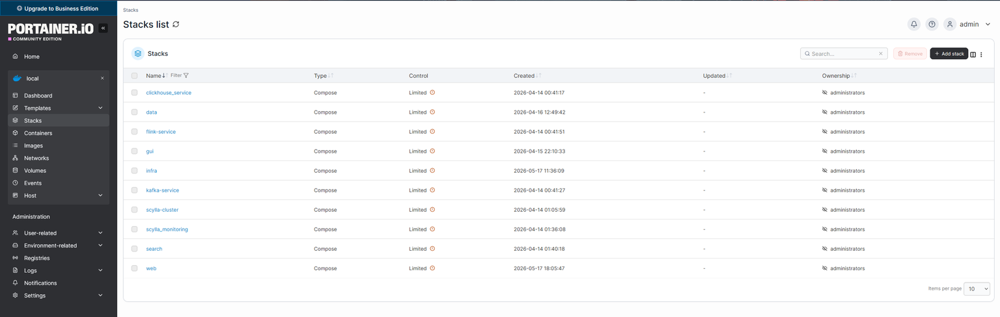 Upgrade to Business Edition
PORTAINER.iO
COMMUNITY EDITION
Home
local
Dashboard
Templates
Stacks
Containers
Images
Networks
Volumes
Events
Host
Administration
User-related
Environment-related
Registries
Logs
Notifications
Settings
Stacks
Stacks list
admin
Stacks
Search...
Remove
+ Add stack
Name Filter Type Control Created Updated Ownership
clickhouse_service Compose Limited 2026-04-14 00:41:17 - administrators
data Compose Limited 2026-04-16 12:49:42 - administrators
flink-service Compose Limited 2026-04-14 00:41:51 - administrators
gui Compose Limited 2026-04-15 22:10:33 - administrators
infra Compose Limited 2026-05-17 11:36:09 - administrators
kafka-service Compose Limited 2026-04-14 00:41:27 - administrators
scylla-cluster Compose Limited 2026-04-14 01:05:59 - administrators
scylla_monitoring Compose Limited 2026-04-14 01:36:08 - administrators
search Compose Limited 2026-04-14 01:40:18 - administrators
web Compose Limited 2026-05-17 18:05:47 - administrators
Items per page 10